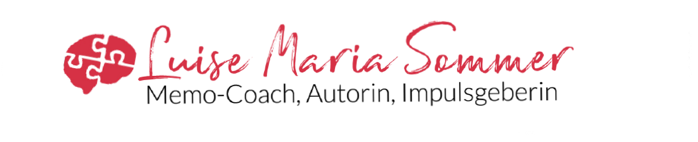 Luise Maria Sommer
Memo-Coach, Autorin, Impulsgeberin